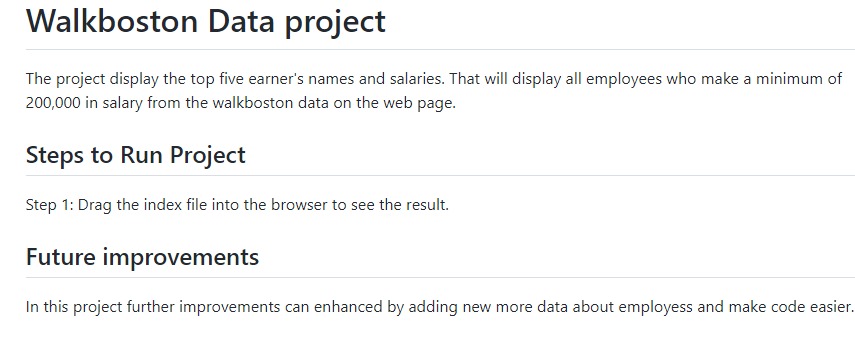 Walkboston Data project
The project display the top five earner's names and salaries. That will display all employees who make a minimum of
200,000 in salary from the walkboston data on the web page.
Steps to Run Project
Step 1: Drag the index file into the browser to see the result.
Future improvements
In this project further improvements can enhanced by adding new more data about employess and make code easier.